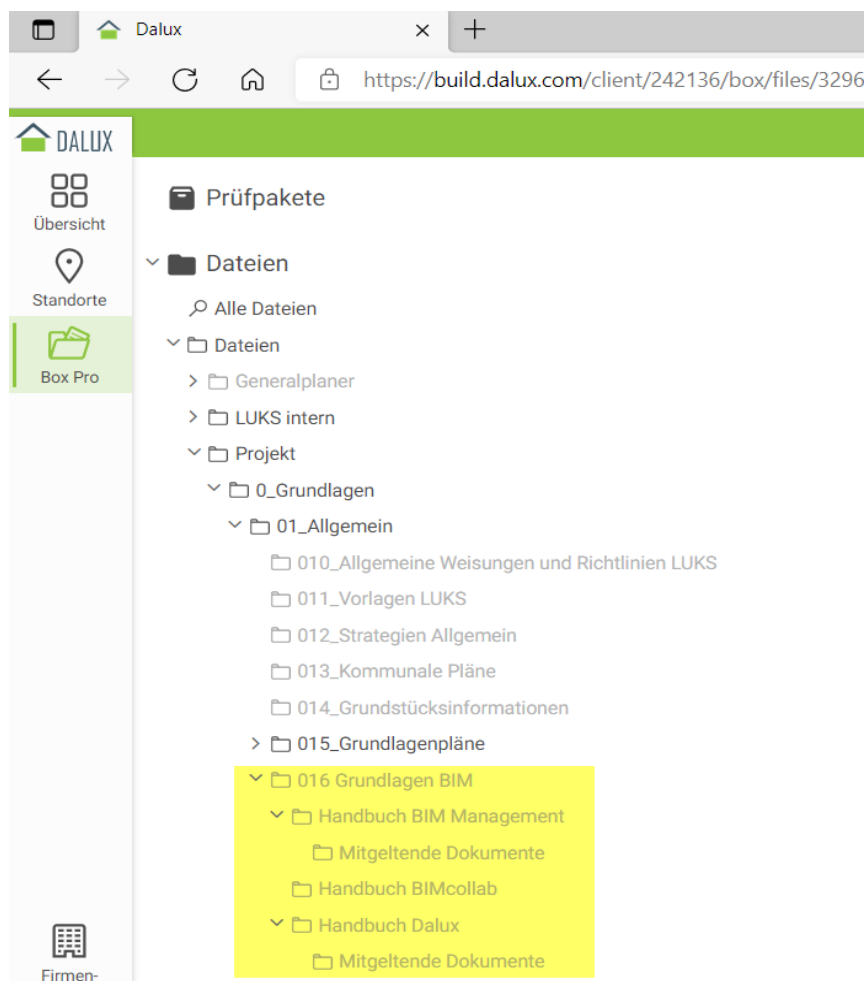 Dalux
https://build.dalux.com/client/242136/box/files/3296
DALUX
Übersicht
Standorte
Box Pro
Firmen-
Prüfpakete
Dateien
Alle Dateien
Dateien
Generalplaner
LUKS intern
Projekt
0_Grundlagen
01_Allgemein
010_Allgemeine Weisungen und Richtlinien LUKS
011_Vorlagen LUKS
012_Strategien Allgemein
013_Kommunale Pläne
014_Grundstücksinformationen
015_Grundlagenpläne
016 Grundlagen BIM
Handbuch BIM Management
Mitgeltende Dokumente
Handbuch BIMcollab
Handbuch Dalux
Mitgeltende Dokumente